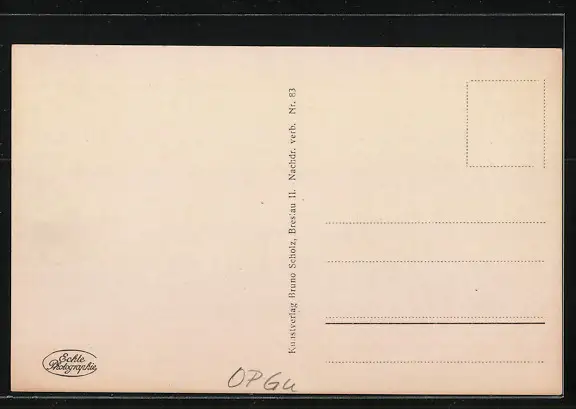 Kunstverlag Bruno Scholz, Breslau II. Nachdr. verb. Nr. 83
Echte
Photographie
OPGu